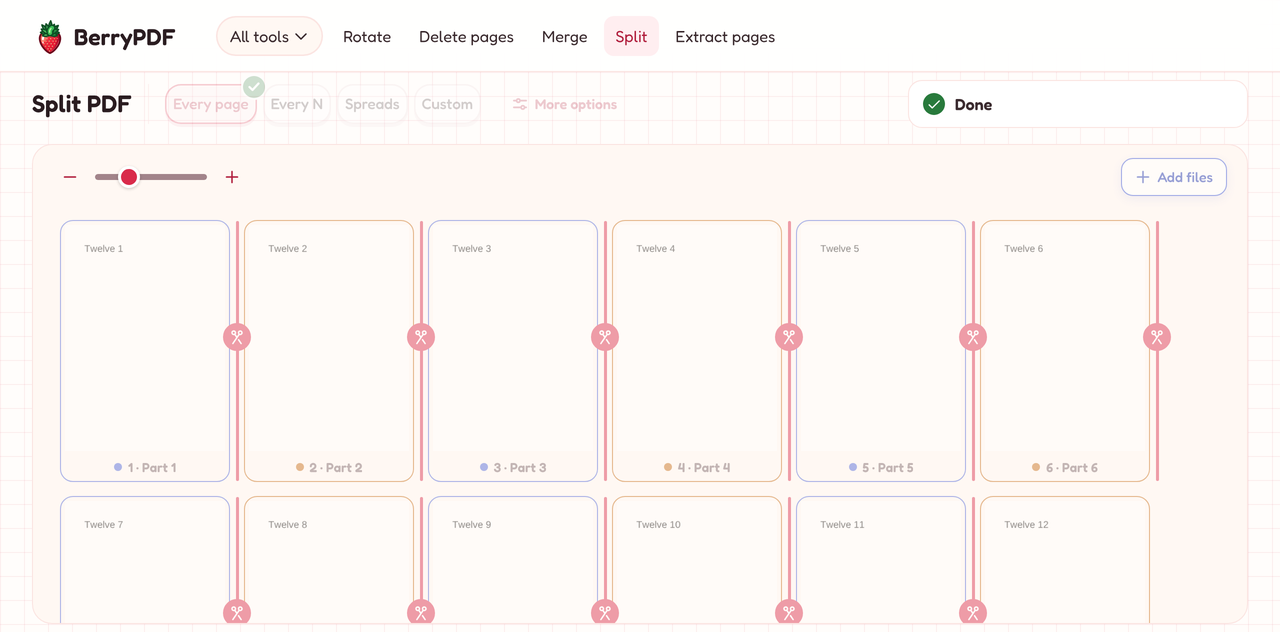 BerryPDF
All tools
Rotate
Delete pages
Merge
Split
Extract pages
Split PDF
Every page
Every N
Spreads
Custom
More options
Done
Add files
Twelve 1
Twelve 2
Twelve 3
Twelve 4
Twelve 5
Twelve 6
1 · Part 1
2 · Part 2
3 · Part 3
4 · Part 4
5 · Part 5
6 · Part 6
Twelve 7
Twelve 8
Twelve 9
Twelve 10
Twelve 11
Twelve 12